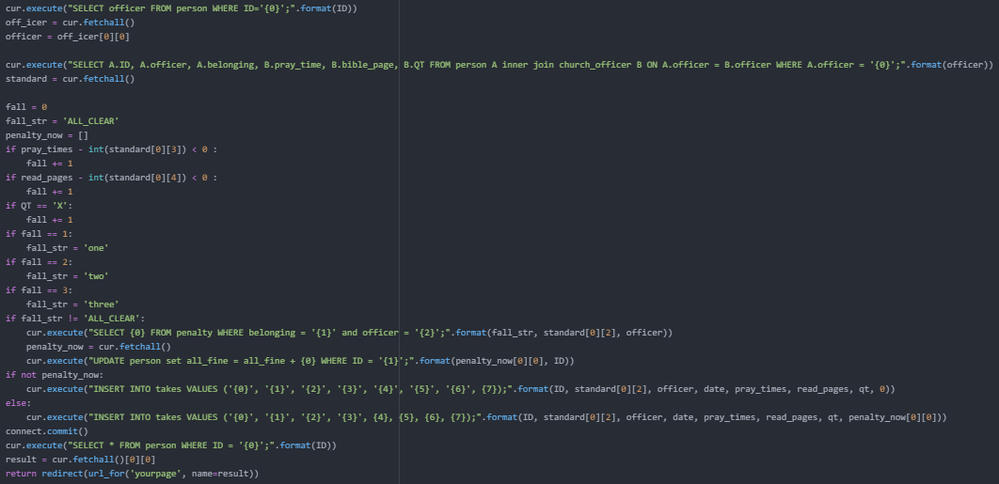 cur.execute("SELECT officer FROM person WHERE ID='{0}';".format(ID))
off_icer = cur.fetchall()
officer = off_icer[0][0]

cur.execute("SELECT A.ID, A.officer, A.belonging, B.pray_time, B.bible_page, B.QT FROM person A inner join church_officer B ON A.officer = B.officer WHERE A.officer = '{0}';".format(officer))
standard = cur.fetchall()

fall = 0
fall_str = 'ALL_CLEAR'
penalty_now = []
if pray_times - int(standard[0][3]) < 0 :
    fall += 1
if read_pages - int(standard[0][4]) < 0 :
    fall += 1
if QT == 'X':
    fall += 1
if fall == 1:
    fall_str = 'one'
if fall == 2:
    fall_str = 'two'
if fall == 3:
    fall_str = 'three'
if fall_str != 'ALL_CLEAR':
    cur.execute("SELECT {0} FROM penalty WHERE belonging = '{1}' and officer = '{2}';".format(fall_str, standard[0][2], officer))
    penalty_now = cur.fetchall()
    cur.execute("UPDATE person set all_fine = all_fine + {0} WHERE ID = '{1}';".format(penalty_now[0][0], ID))
if not penalty_now:
    cur.execute("INSERT INTO takes VALUES ('{0}', '{1}', '{2}', '{3}', '{4}', '{5}', '{6}', {7});".format(ID, standard[0][2], officer, date, pray_times, read_pages, qt, 0))
else:
    cur.execute("INSERT INTO takes VALUES ('{0}', '{1}', '{2}', '{3}', {4}, {5}, {6}, {7});".format(ID, standard[0][2], officer, date, pray_times, read_pages, qt, penalty_now[0][0]))
connect.commit()
cur.execute("SELECT * FROM person WHERE ID = '{0}';".format(ID))
result = cur.fetchall()[0][0]
return redirect(url_for('yourpage', name=result))